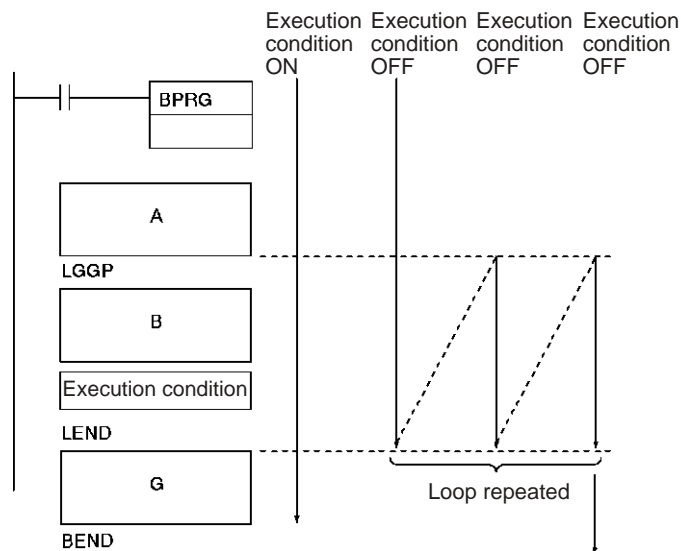 Execution condition ON
Execution condition OFF
Execution condition OFF
Execution condition OFF
BPRG
A
LGGP
B
Execution condition
LEND
G
Loop repeated
BEND